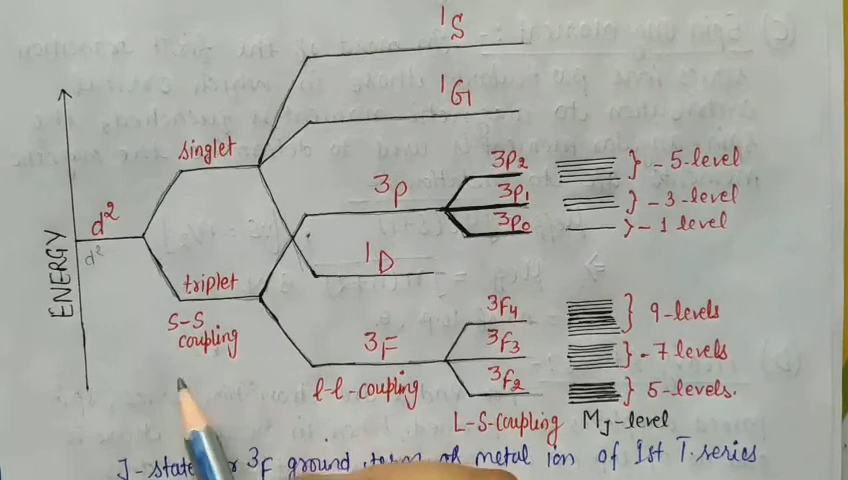 ¹S
¹G
singlet
³P
³P₂
³P₁
³P₀
} - 5-level
} - 3-level
} - 1 level
d²
d²
ENERGY
¹D
triplet
S-S
coupling
³F
³F₄
³F₃
³F₂
} 9-levels
} - 7 levels
} 5-levels.
l-l-coupling
L-S-coupling
MJ-level
J-state ³F ground term of metal ion of 1st T. series